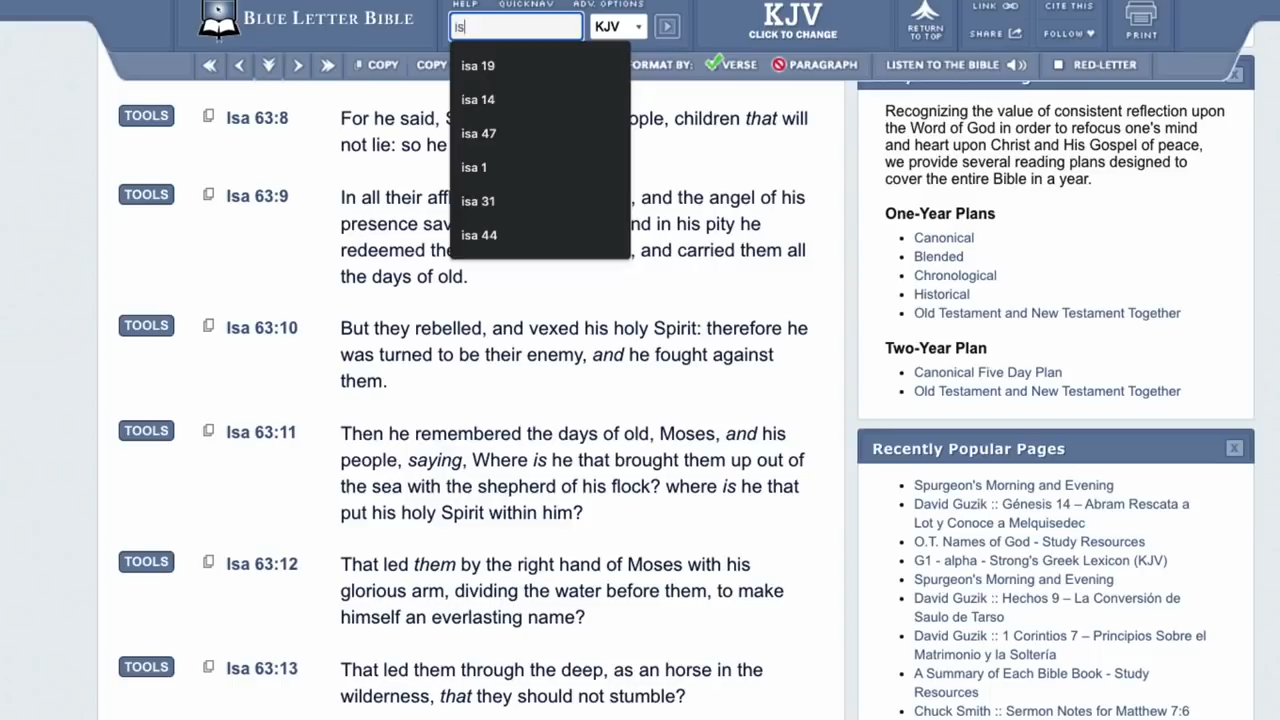 HELP QUICKNAV ADV. OPTIONS
BLUE LETTER BIBLE
is
KJV
KJV
CLICK TO CHANGE
RETURN
TO TOP
LINK
CITE THIS
SHARE
FOLLOW
PRINT
COPY
COPY
FORMAT BY:
VERSE
PARAGRAPH
LISTEN TO THE BIBLE
RED-LETTER
isa 19
isa 14
isa 47
isa 1
isa 31
isa 44
TOOLS
Isa 63:8
For he said, ople, children that will
not lie: so he
TOOLS
Isa 63:9
In all their aff , and the angel of his
presence sav nd in his pity he
redeemed the , and carried them all
the days of old.
TOOLS
Isa 63:10
But they rebelled, and vexed his holy Spirit: therefore he
was turned to be their enemy, and he fought against
them.
TOOLS
Isa 63:11
Then he remembered the days of old, Moses, and his
people, saying, Where is he that brought them up out of
the sea with the shepherd of his flock? where is he that
put his holy Spirit within him?
TOOLS
Isa 63:12
That led them by the right hand of Moses with his
glorious arm, dividing the water before them, to make
himself an everlasting name?
TOOLS
Isa 63:13
That led them through the deep, as an horse in the
wilderness, that they should not stumble?
Recognizing the value of consistent reflection upon
the Word of God in order to refocus one's mind
and heart upon Christ and His Gospel of peace,
we provide several reading plans designed to
cover the entire Bible in a year.
One-Year Plans
• Canonical
• Blended
• Chronological
• Historical
• Old Testament and New Testament Together
Two-Year Plan
• Canonical Five Day Plan
• Old Testament and New Testament Together
Recently Popular Pages
X
• Spurgeon's Morning and Evening
• David Guzik :: Génesis 14 – Abram Rescata a
Lot y Conoce a Melquisedec
• O.T. Names of God - Study Resources
• G1 - alpha - Strong's Greek Lexicon (KJV)
• Spurgeon's Morning and Evening
• David Guzik :: Hechos 9 – La Conversión de
Saulo de Tarso
• David Guzik :: 1 Corintios 7 – Principios Sobre el
Matrimonio y la Soltería
• A Summary of Each Bible Book - Study
Resources
• Chuck Smith :: Sermon Notes for Matthew 7:6